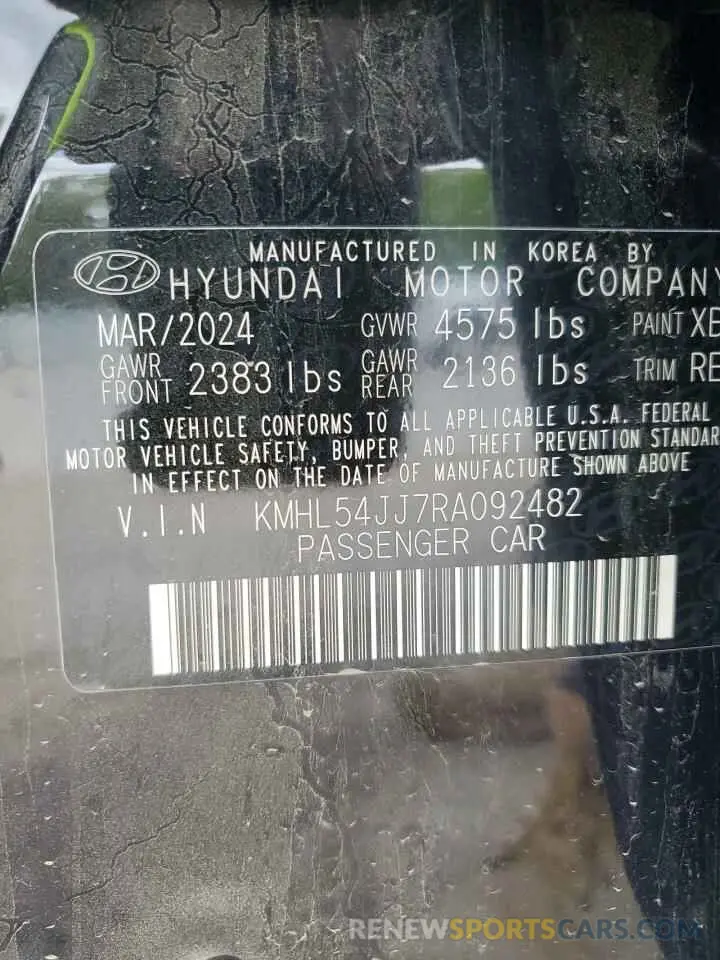 MANUFACTURED IN KOREA BY
HYUNDAI MOTOR COMPANY
MAR/2024 GVWR 4575 lbs PAINT XE
GAWR FRONT 2383 lbs GAWR REAR 2136 lbs TRIM RE
THIS VEHICLE CONFORMS TO ALL APPLICABLE U.S.A. FEDERAL
MOTOR VEHICLE SAFETY, BUMPER, AND THEFT PREVENTION STANDAR
IN EFFECT ON THE DATE OF MANUFACTURE SHOWN ABOVE
V.I.N KMHL54JJ7RA092482
PASSENGER CAR
RENEWSPORTSCARS.COM